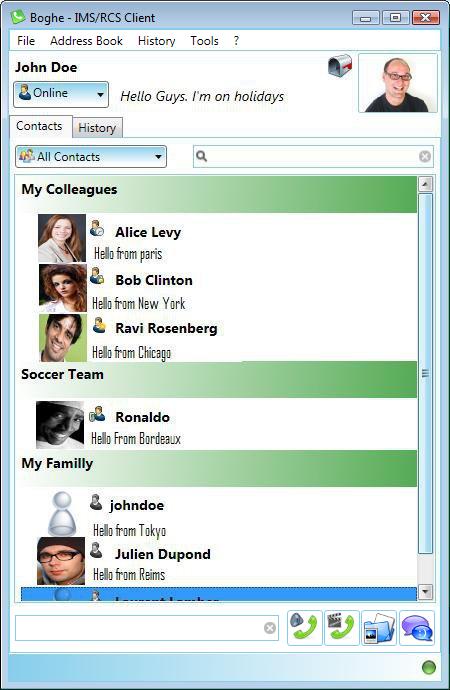 Boghe - IMS/RCS Client
File Address Book History Tools ?
John Doe
Online
Hello Guys. I'm on holidays
Contacts History
All Contacts
My Colleagues
Alice Levy
Hello from paris
Bob Clinton
Hello from New York
Ravi Rosenberg
Hello from Chicago
Soccer Team
Ronaldo
Hello From Bordeaux
My Familly
johndoe
Hello from Tokyo
Julien Dupond
Hello from Reims